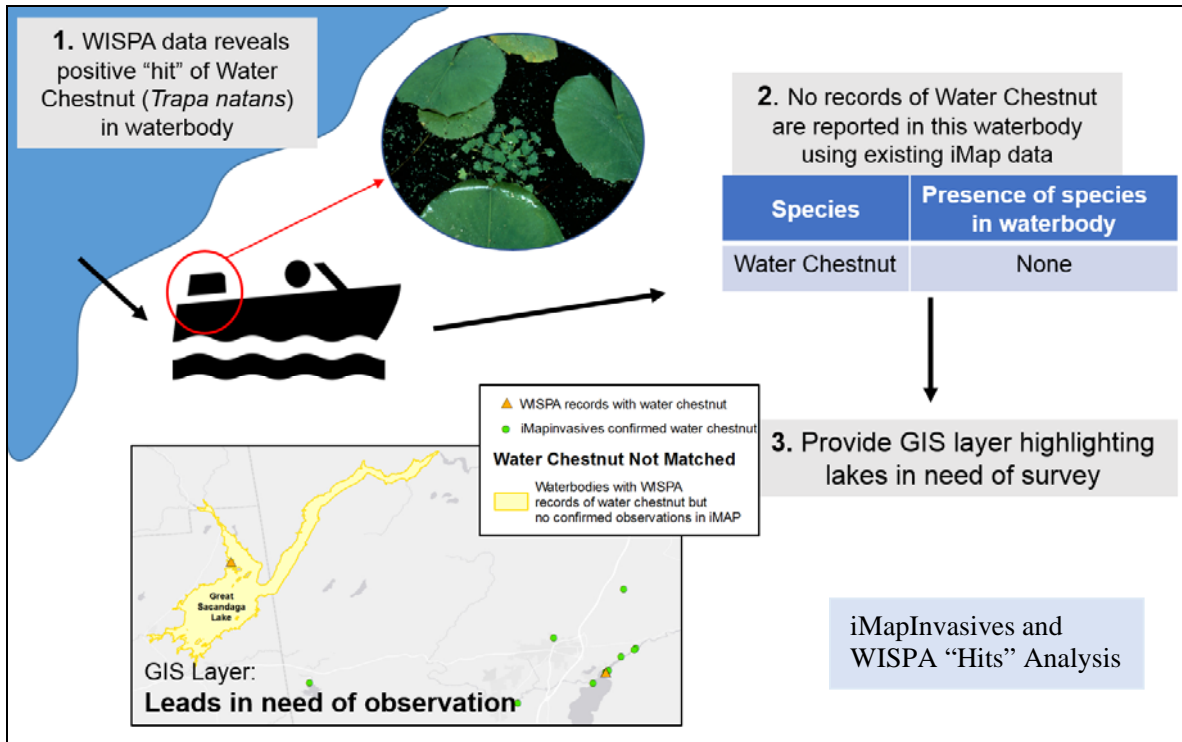 1. WISPA data reveals
positive “hit” of Water
Chestnut (Trapa natans)
in waterbody
2. No records of Water Chestnut
are reported in this waterbody
using existing iMap data
Species
Presence of species
in waterbody
Water Chestnut
None
3. Provide GIS layer highlighting
lakes in need of survey
WISPA records with water chestnut
iMapinvasives confirmed water chestnut
Water Chestnut Not Matched
Waterbodies with WISPA
records of water chestnut but
no confirmed observations in iMAP
Great
Sacandaga
Lake
GIS Layer:
Leads in need of observation
iMapInvasives and
WISPA “Hits” Analysis